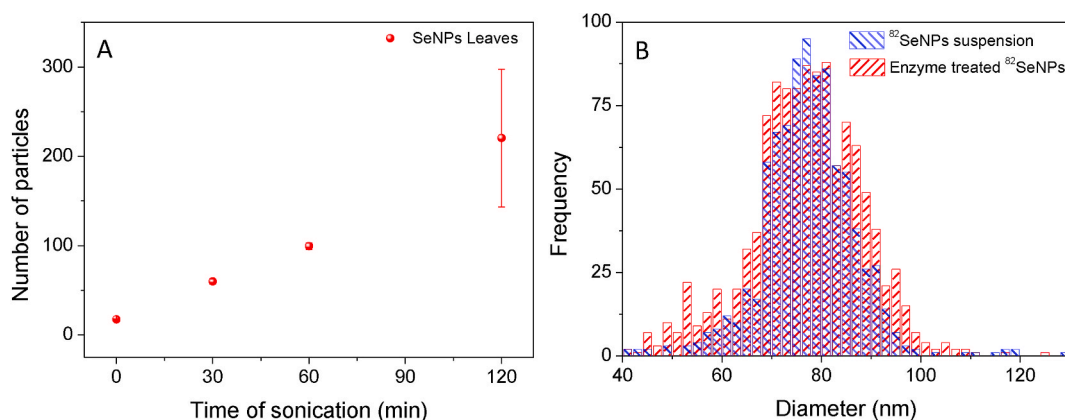 A
SeNPs Leaves
300
200
100
0
Number of particles
0 30 60 90 120
Time of sonication (min)
B
⁸²SeNPs suspension
Enzyme treated ⁸²SeNPs
100
75
50
25
0
Frequency
40 60 80 100 120
Diameter (nm)